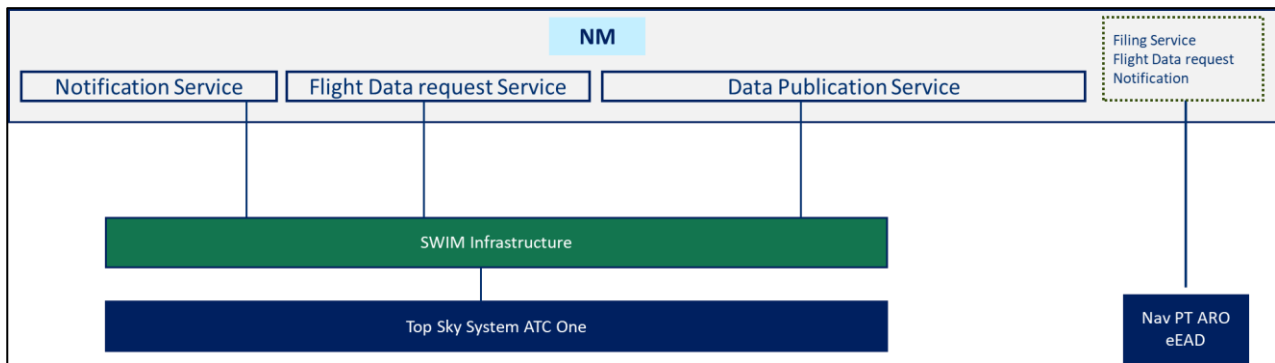 NM
Filing Service
Flight Data request
Notification
Notification Service
Flight Data request Service
Data Publication Service
SWIM Infrastructure
Top Sky System ATC One
Nav PT ARO
eEAD